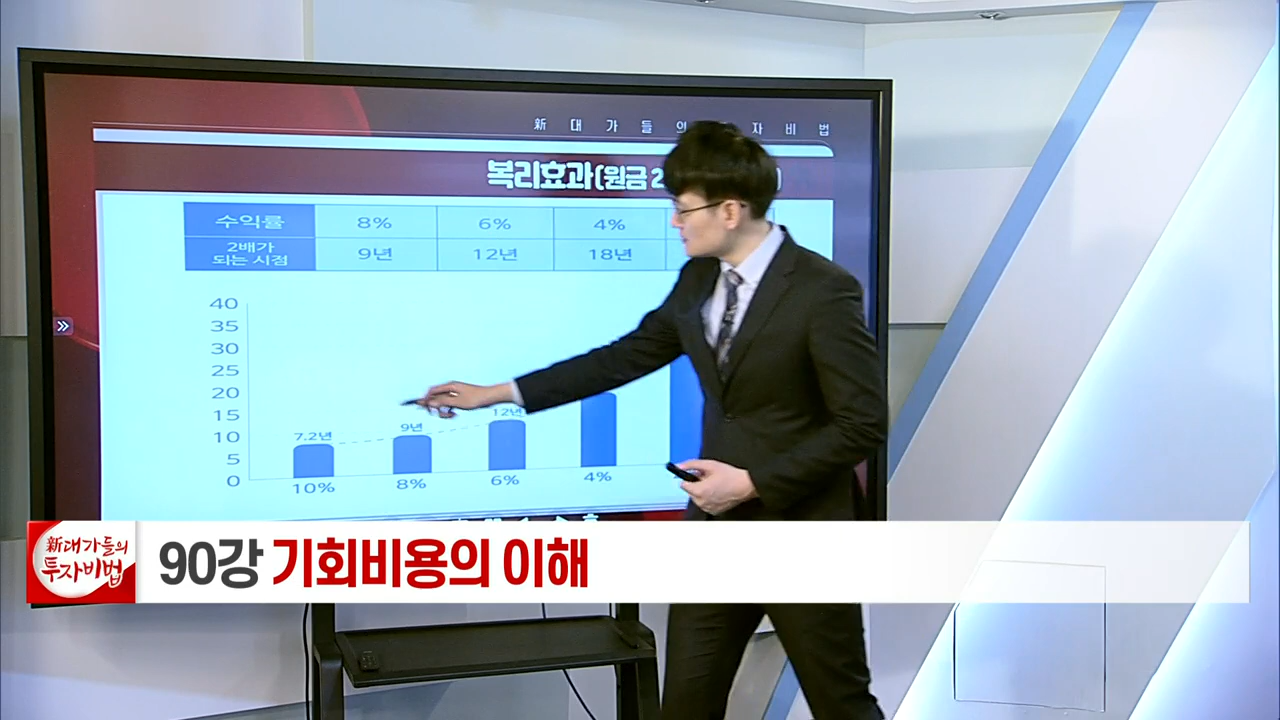 新 대 가 들 의 자 비 법
복리효과(원금 2
수익률 8% 6% 4%
2배가
되는 시점 9년 12년 18년
40
35
30
25
20
15
10
5
0
7.2년 9년 12년
10% 8% 6% 4%
新대가들의
투자비법
90강 기회비용의 이해